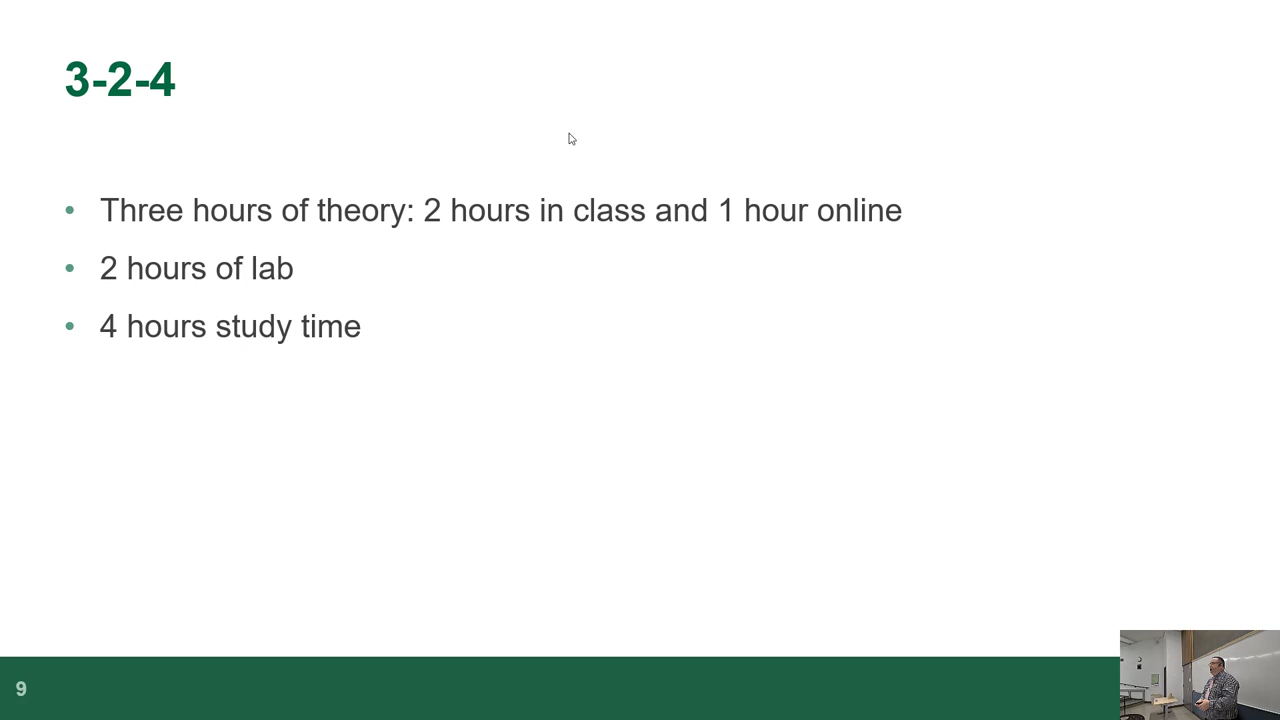 3-2-4
• Three hours of theory: 2 hours in class and 1 hour online
• 2 hours of lab
• 4 hours study time
9